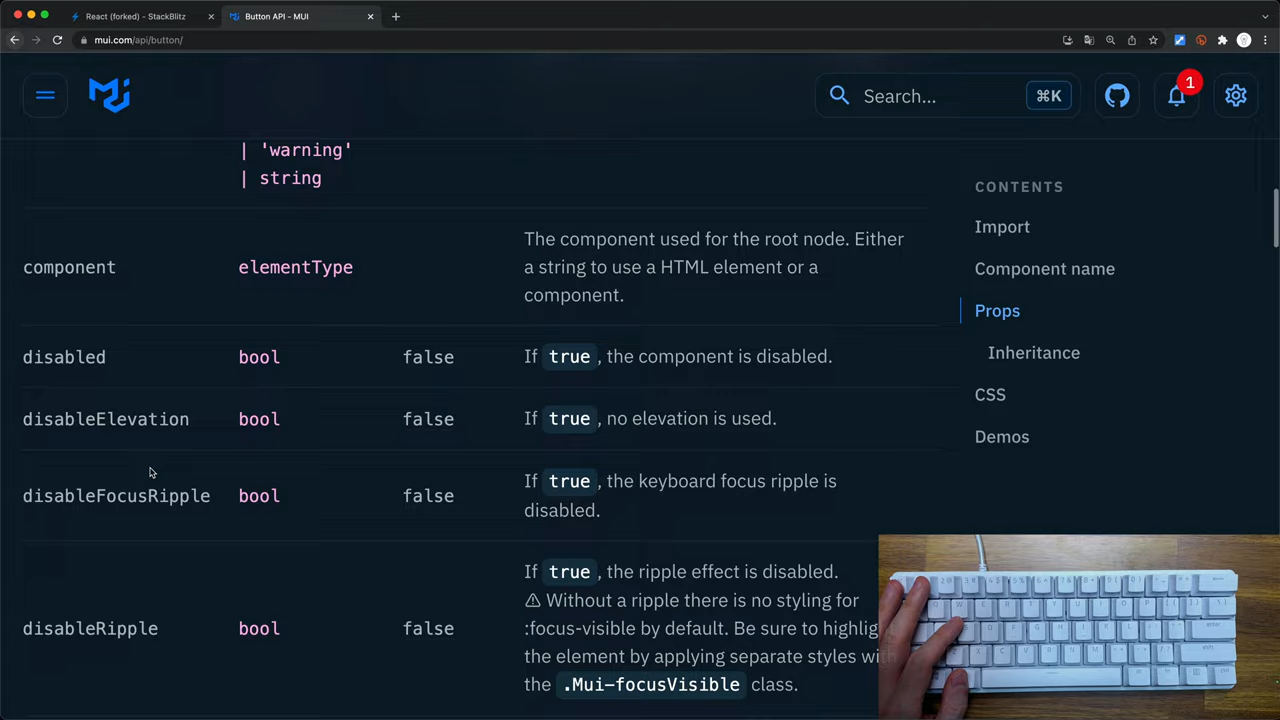 React (forked) - StackBlitz
Button API - MUI
mui.com/api/button/
Search...
⌘K
1
| 'warning'
| string
component
elementType
The component used for the root node. Either
a string to use a HTML element or a
component.
disabled
bool
false
If true, the component is disabled.
disableElevation
bool
false
If true, no elevation is used.
disableFocusRipple
bool
false
If true, the keyboard focus ripple is
disabled.
disableRipple
bool
false
If true, the ripple effect is disabled.
⚠ Without a ripple there is no styling for
:focus-visible by default. Be sure to highlig
the element by applying separate styles wit
the .Mui-focusVisible class.
CONTENTS
Import
Component name
Props
Inheritance
CSS
Demos